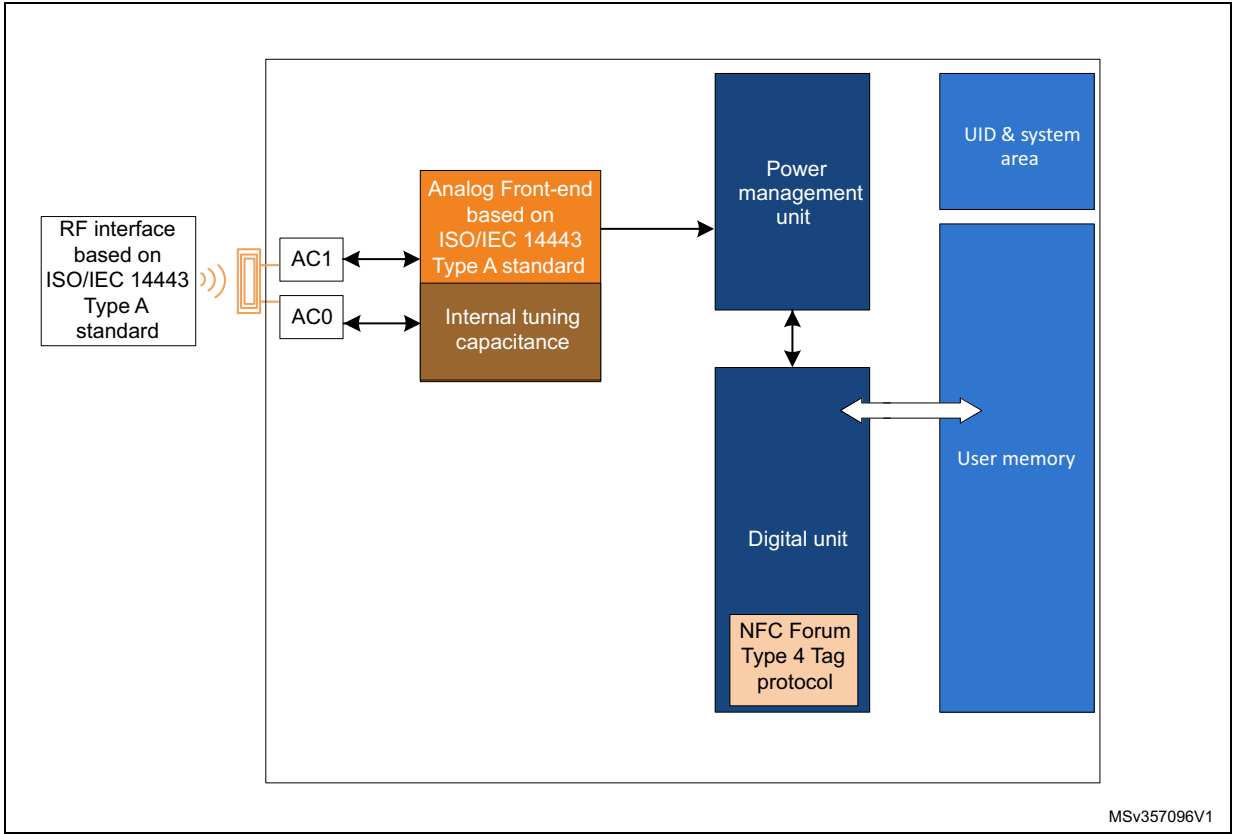 RF interface
based on
ISO/IEC 14443
Type A
standard
AC1
AC0
Analog Front-end
based on
ISO/IEC 14443
Type A standard
Internal tuning
capacitance
Power
management
unit
Digital unit
NFC Forum
Type 4 Tag
protocol
UID & system
area
User memory
MSv357096V1